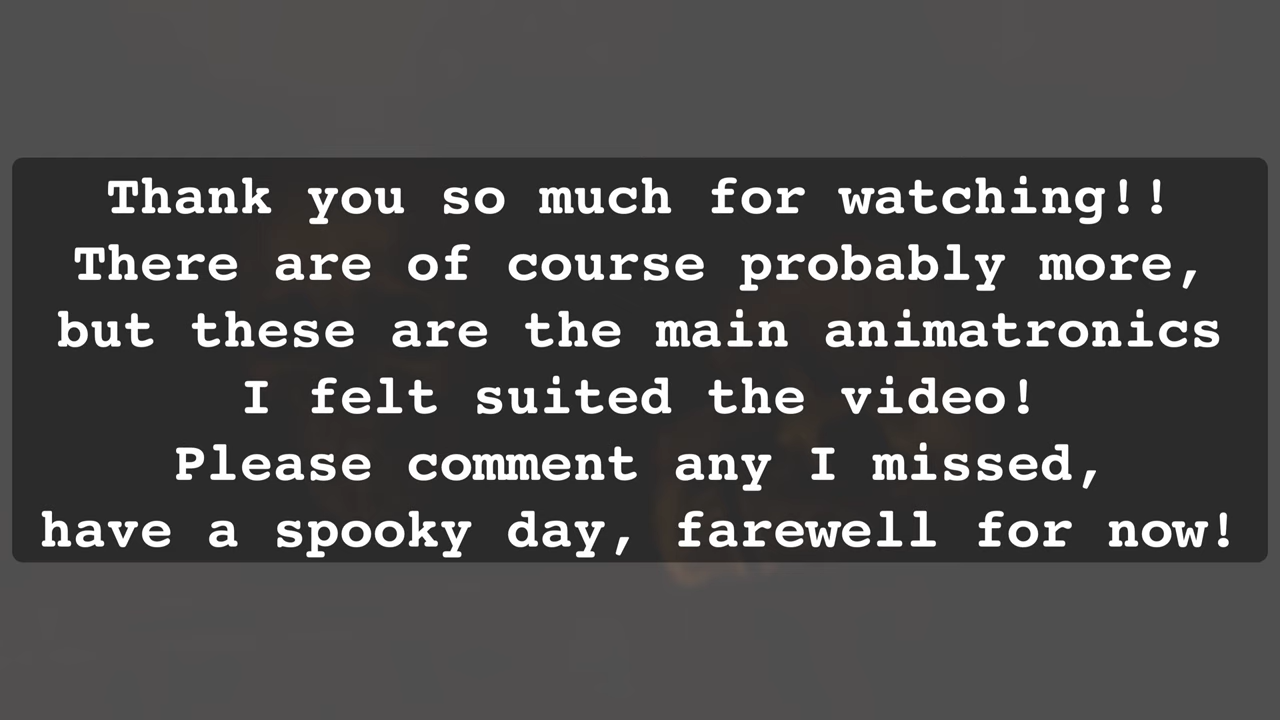 Thank you so much for watching!!
There are of course probably more,
but these are the main animatronics
I felt suited the video!
Please comment any I missed,
have a spooky day, farewell for now!